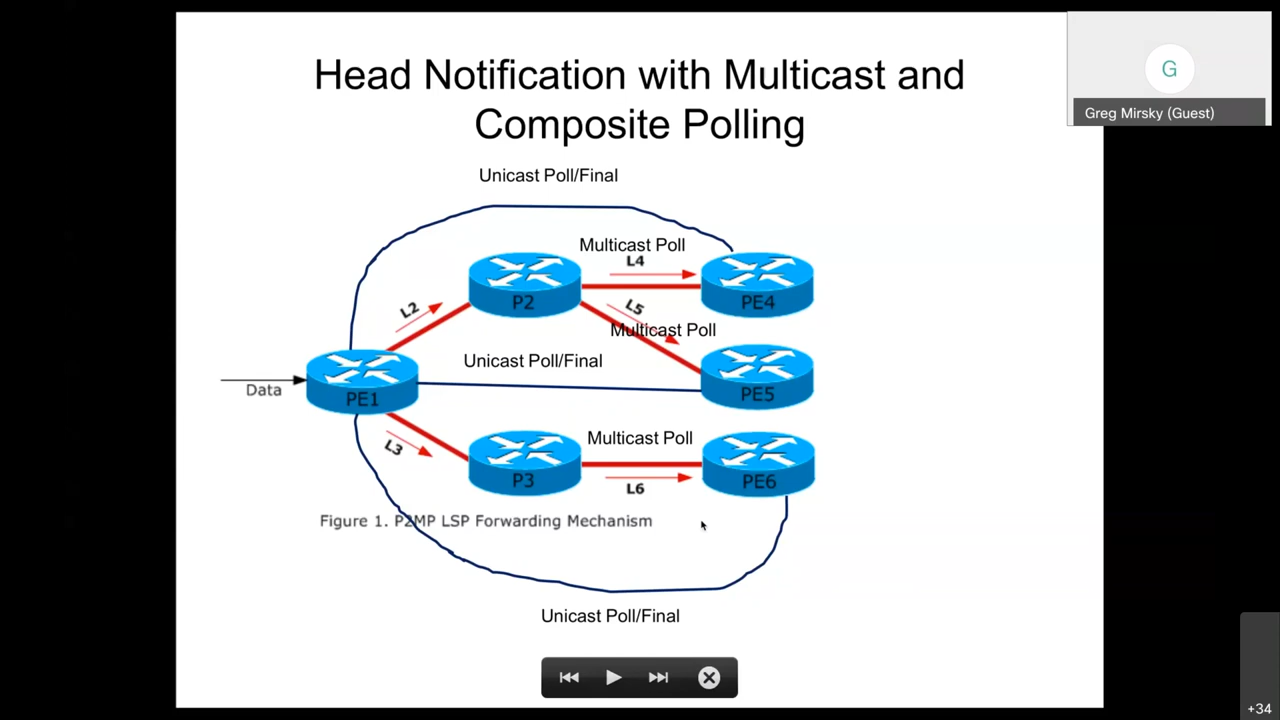 Head Notification with Multicast and
Composite Polling
G
Greg Mirsky (Guest)
Unicast Poll/Final
Multicast Poll
L4
L2
P2
PE4
L5
Multicast Poll
Unicast Poll/Final
Data
PE1
PE5
L3
Multicast Poll
P3
PE6
L6
Figure 1. P2MP LSP Forwarding Mechanism
Unicast Poll/Final
+34